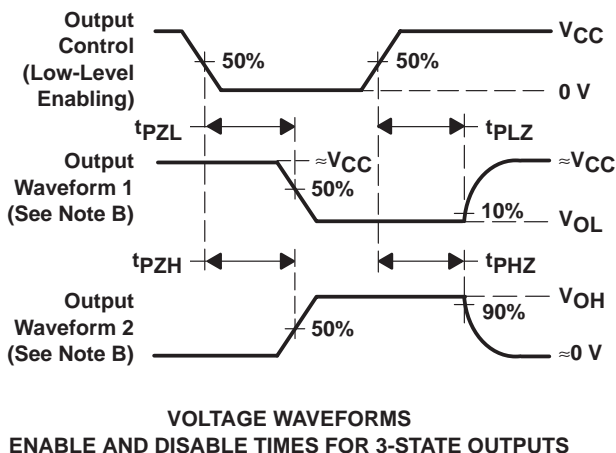 Output
Control
(Low-Level
Enabling)
50%
50%
VCC
0 V
tPZL
tPLZ
Output
Waveform 1
(See Note B)
≈VCC
50%
10%
≈VCC
VOL
tPZH
tPHZ
Output
Waveform 2
(See Note B)
50%
90%
VOH
≈0 V
VOLTAGE WAVEFORMS
ENABLE AND DISABLE TIMES FOR 3-STATE OUTPUTS